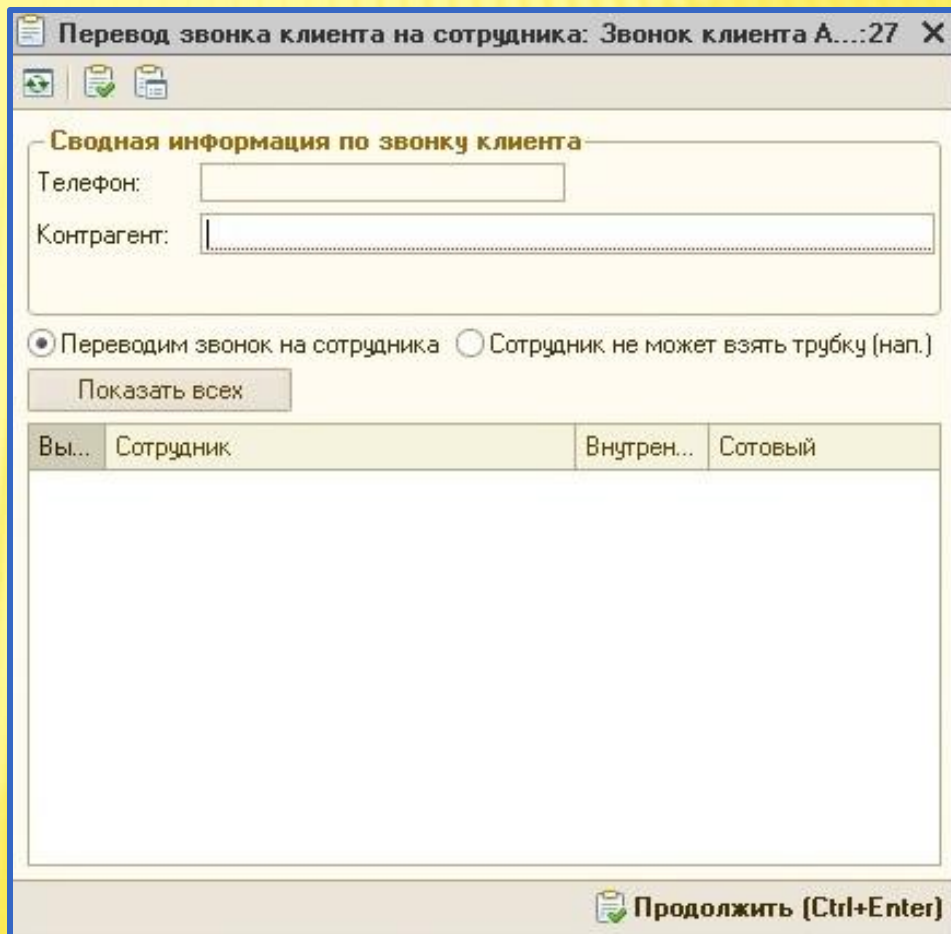 Перевод звонка клиента на сотрудника: Звонок клиента А...:27
Сводная информация по звонку клиента
Телефон:
Контрагент:
Переводим звонок на сотрудника Сотрудник не может взять трубку (нап.)
Показать всех
Вы... Сотрудник Внутрен... Сотовый
Продолжить (Ctrl+Enter)